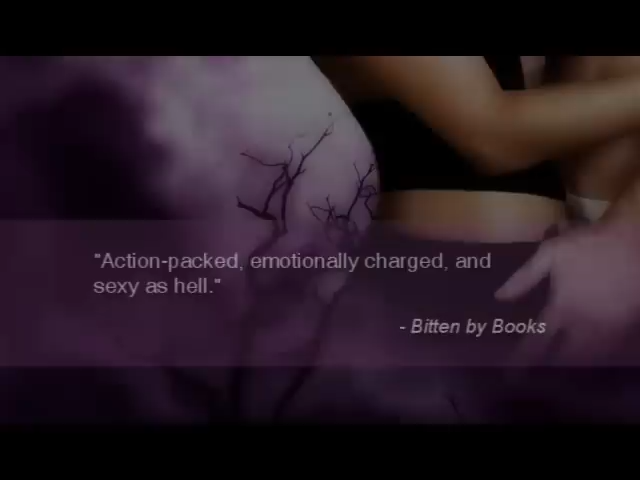 "Action-packed, emotionally charged, and
sexy as hell."
- Bitten by Books